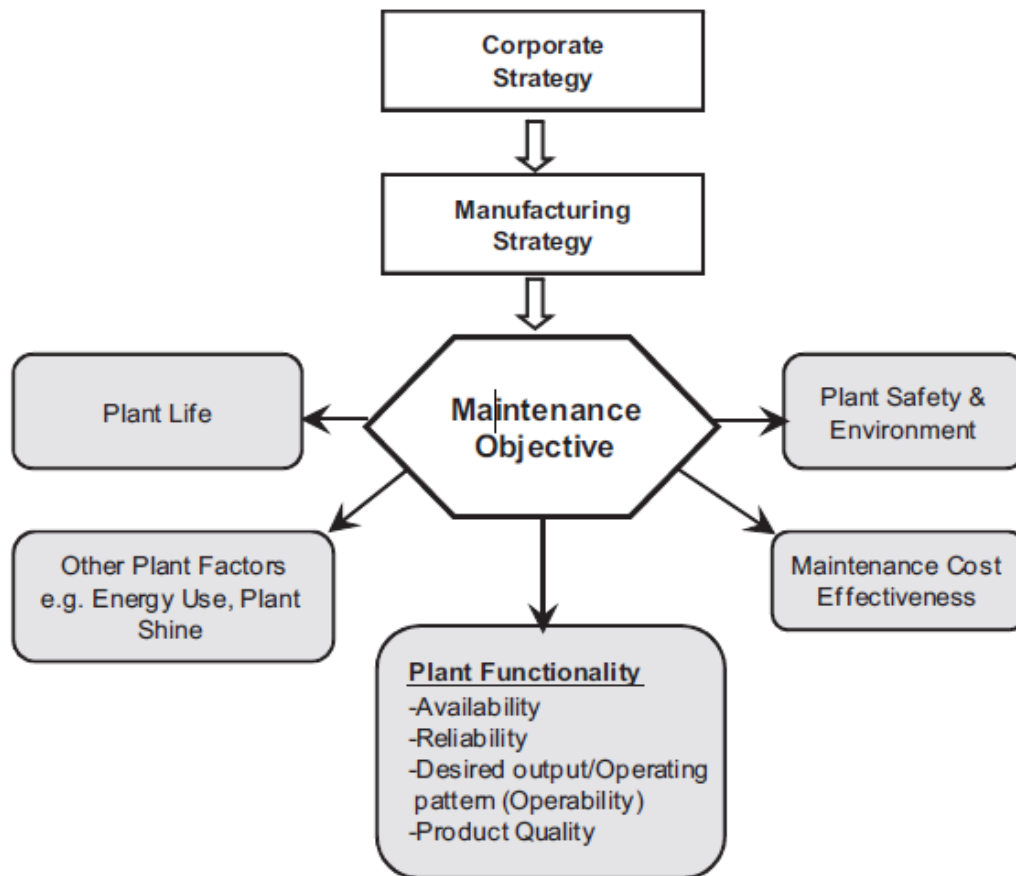 Corporate
Strategy
Manufacturing
Strategy
Maintenance
Objective
Plant Life
Plant Safety &
Environment
Other Plant Factors
e.g. Energy Use, Plant
Shine
Maintenance Cost
Effectiveness
Plant Functionality
-Availability
-Reliability
-Desired output/Operating
pattern (Operability)
-Product Quality